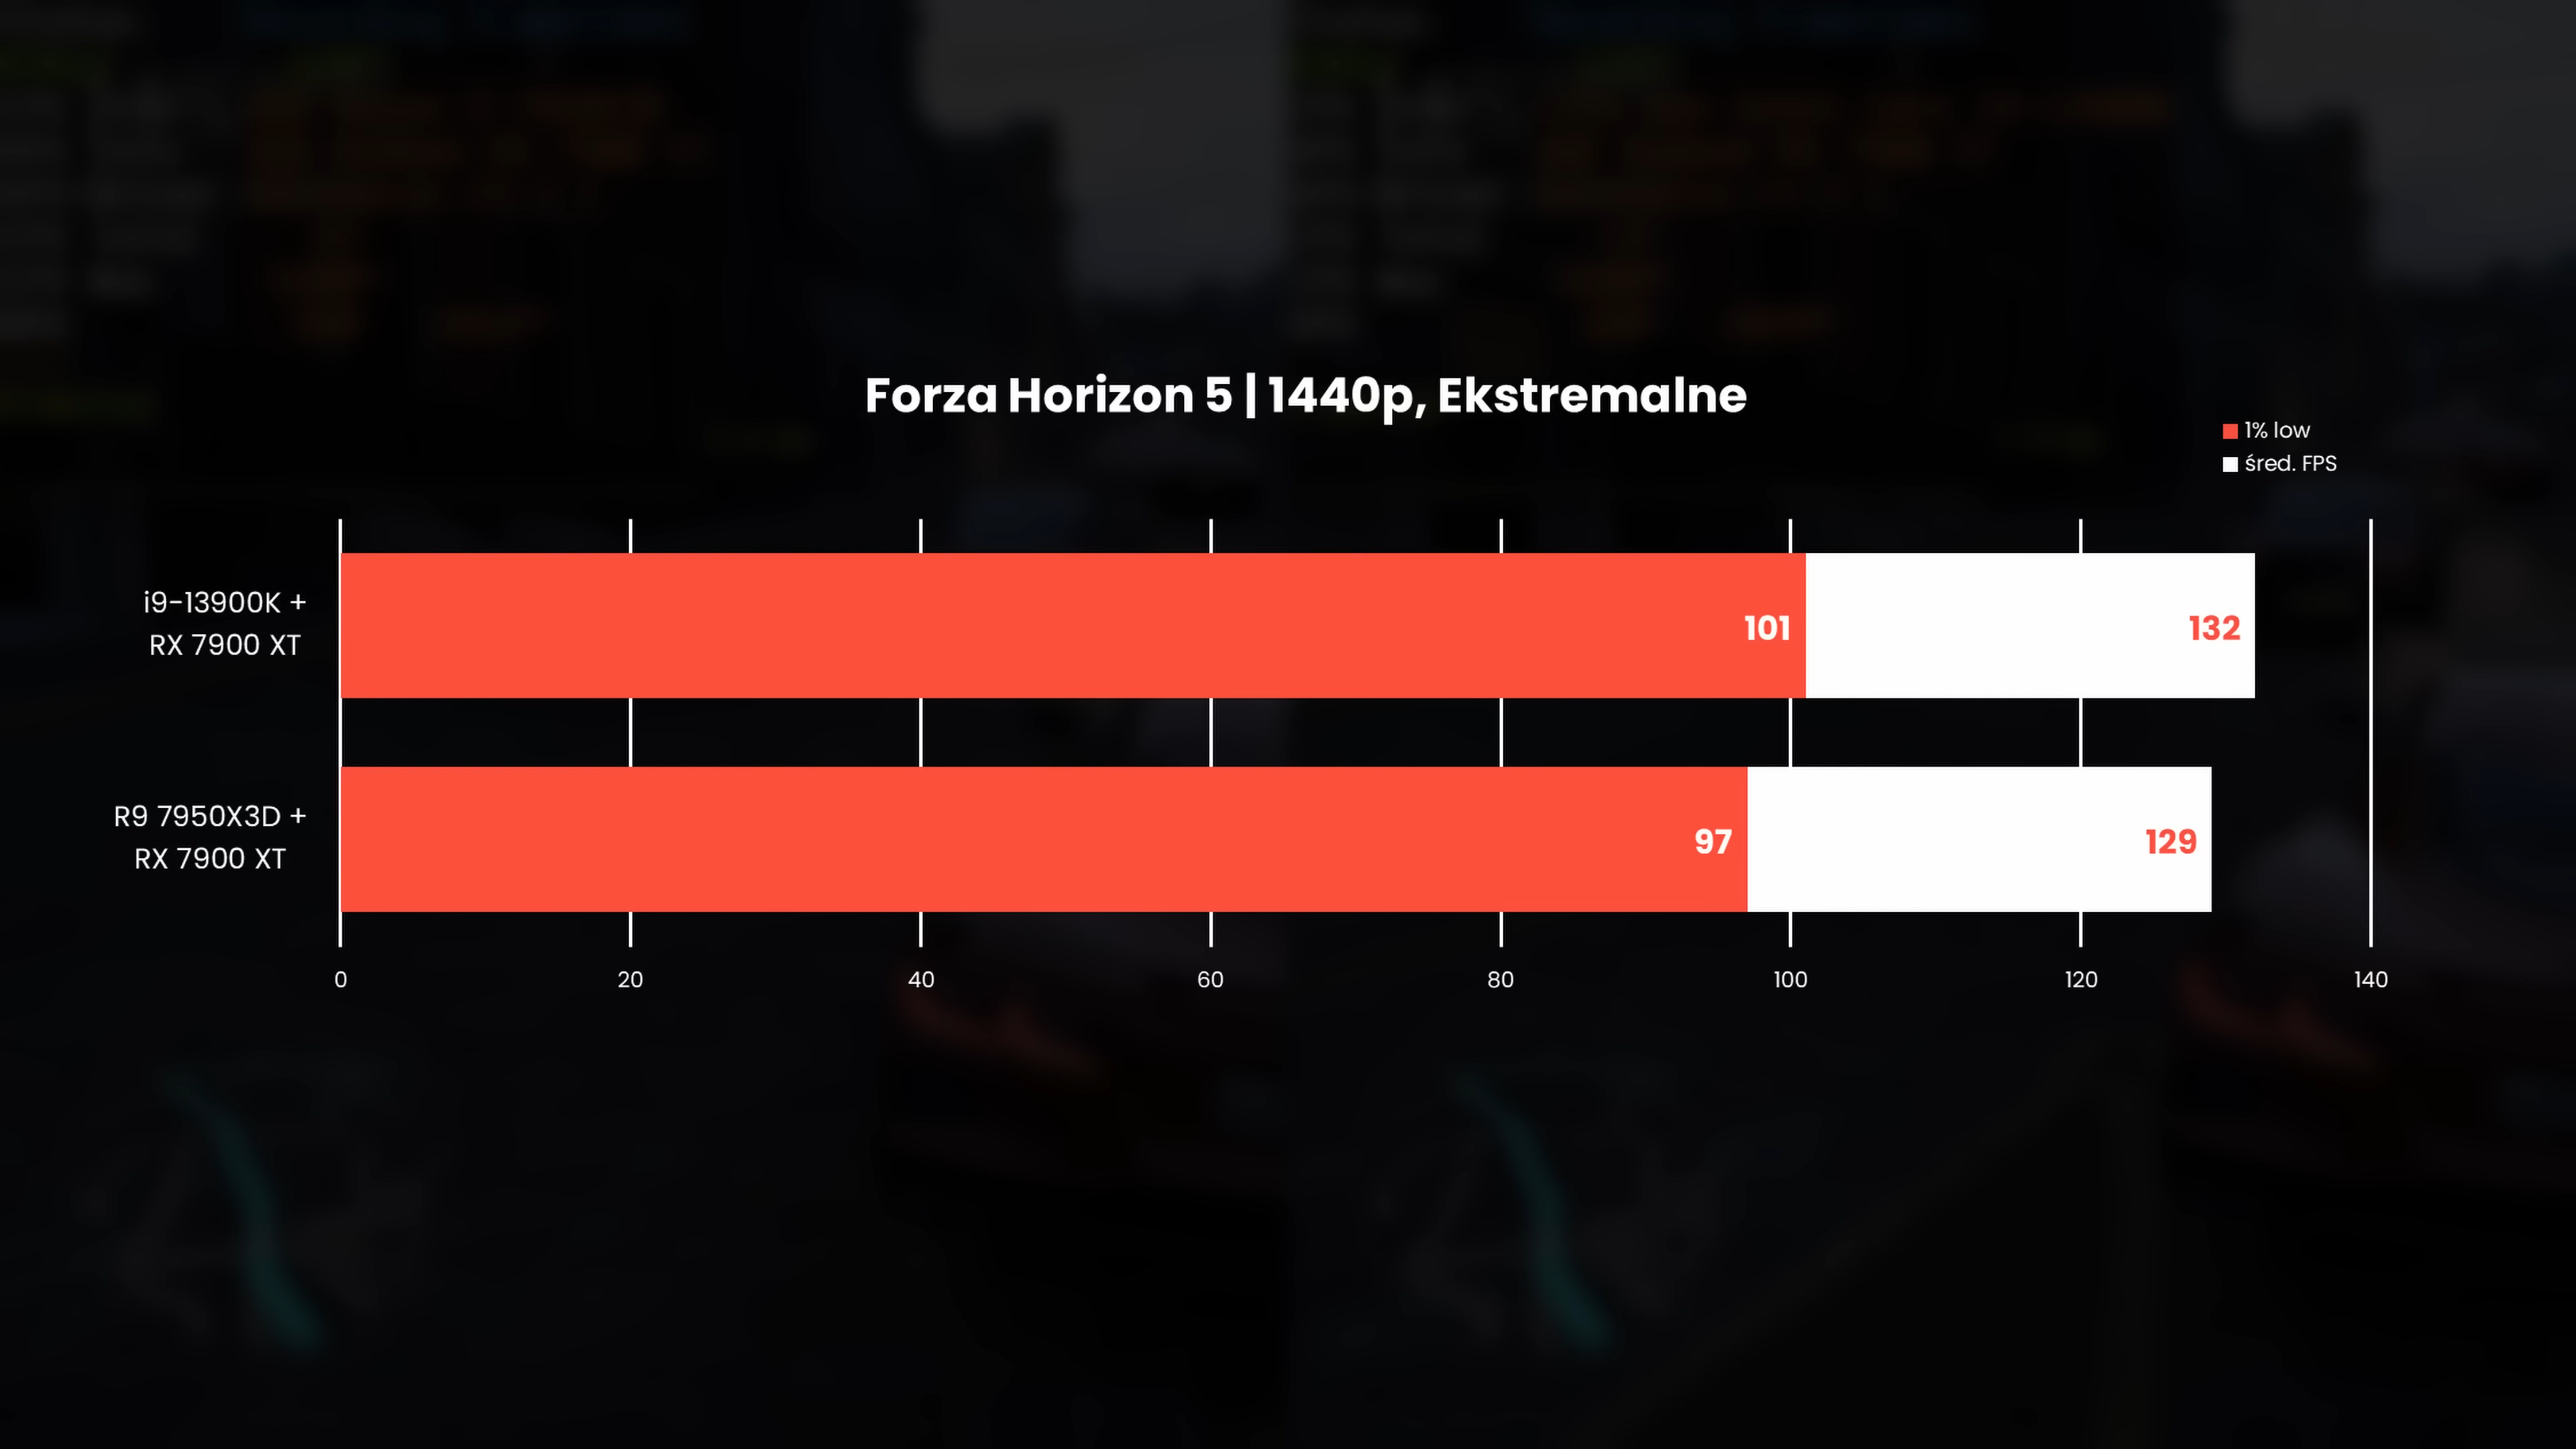 Forza Horizon 5 | 1440p, Ekstremalne
1% low
śred. FPS
i9-13900K +
RX 7900 XT
101
132
R9 7950X3D +
RX 7900 XT
97
129
0
20
40
60
80
100
120
140